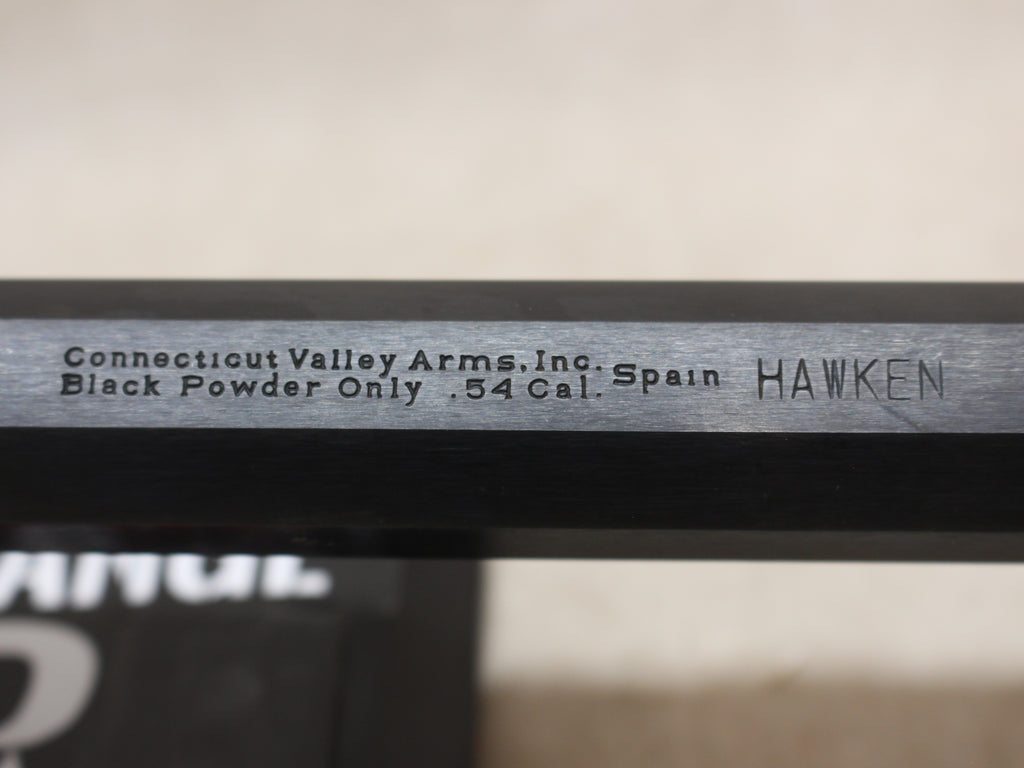 Connecticut Valley Arms, Inc.
Black Powder Only .54 Cal.
Spain
HAWKEN